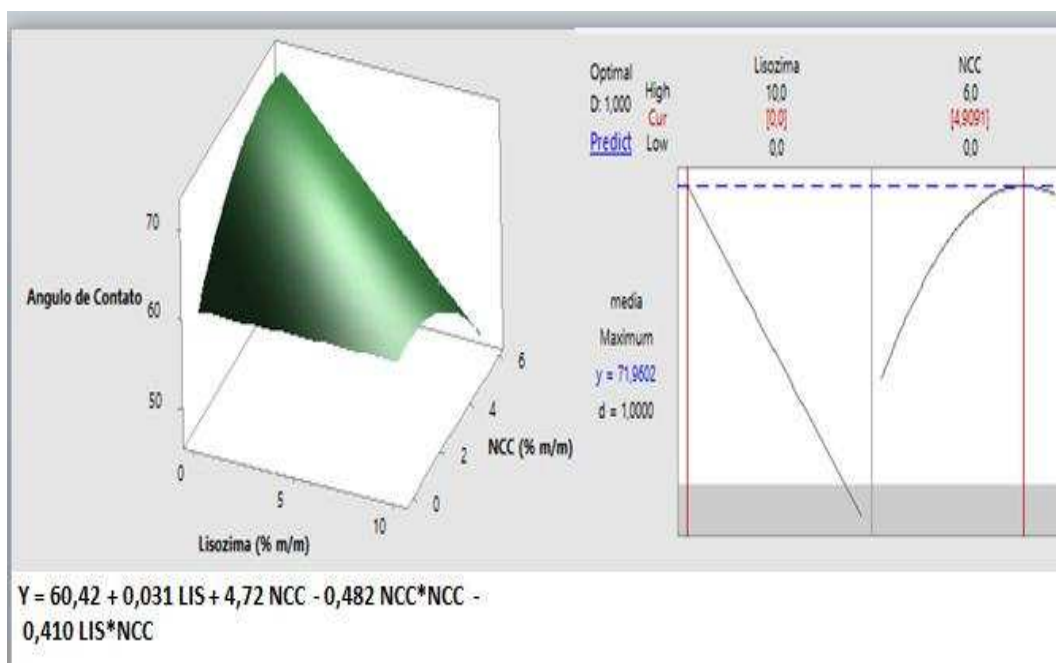 70
Angulo de Contato
60
50
0
5
10
Lisozima (% m/m)
0
2
4
6
NCC (% m/m)
Optimal
D: 1,000
Predict
High
Cur
Low
Lisozima
10,0
[0,0]
0,0
NCC
6,0
[4,9091]
0,0
media
Maximum
y = 71,9602
d = 1,0000
Y = 60,42 + 0,031 LIS + 4,72 NCC - 0,482 NCC*NCC -
0,410 LIS*NCC